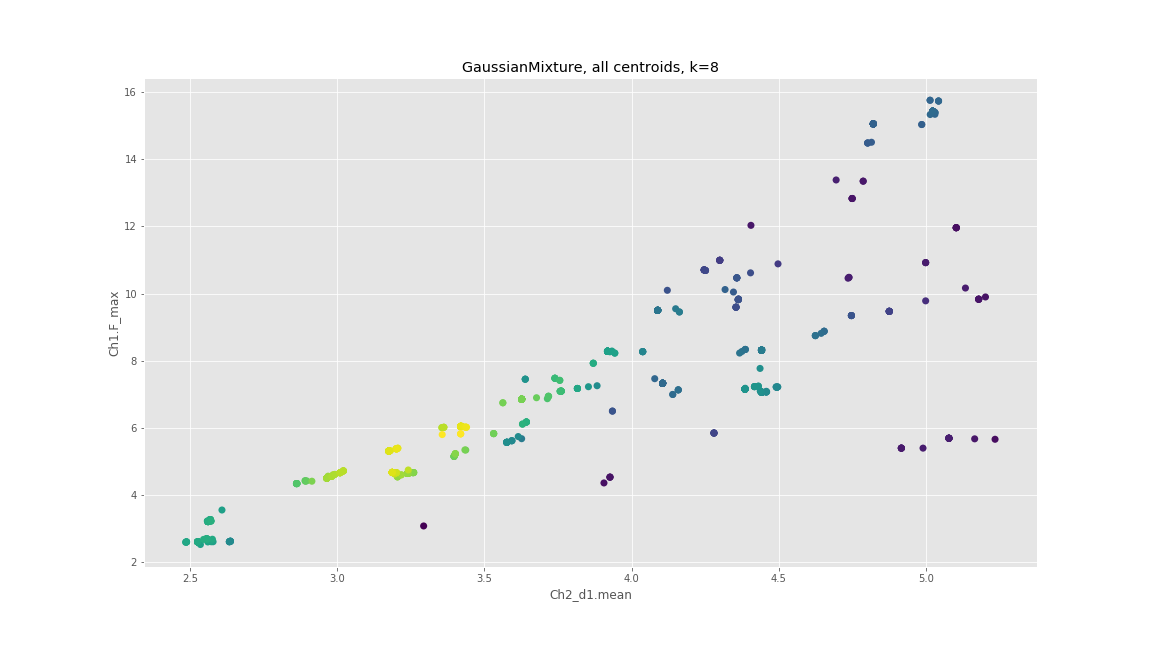 GaussianMixture, all centroids, k=8
16
14
12
10
8
6
4
2
Ch1.F_max
2.5 3.0 3.5 4.0 4.5 5.0
Ch2_d1.mean